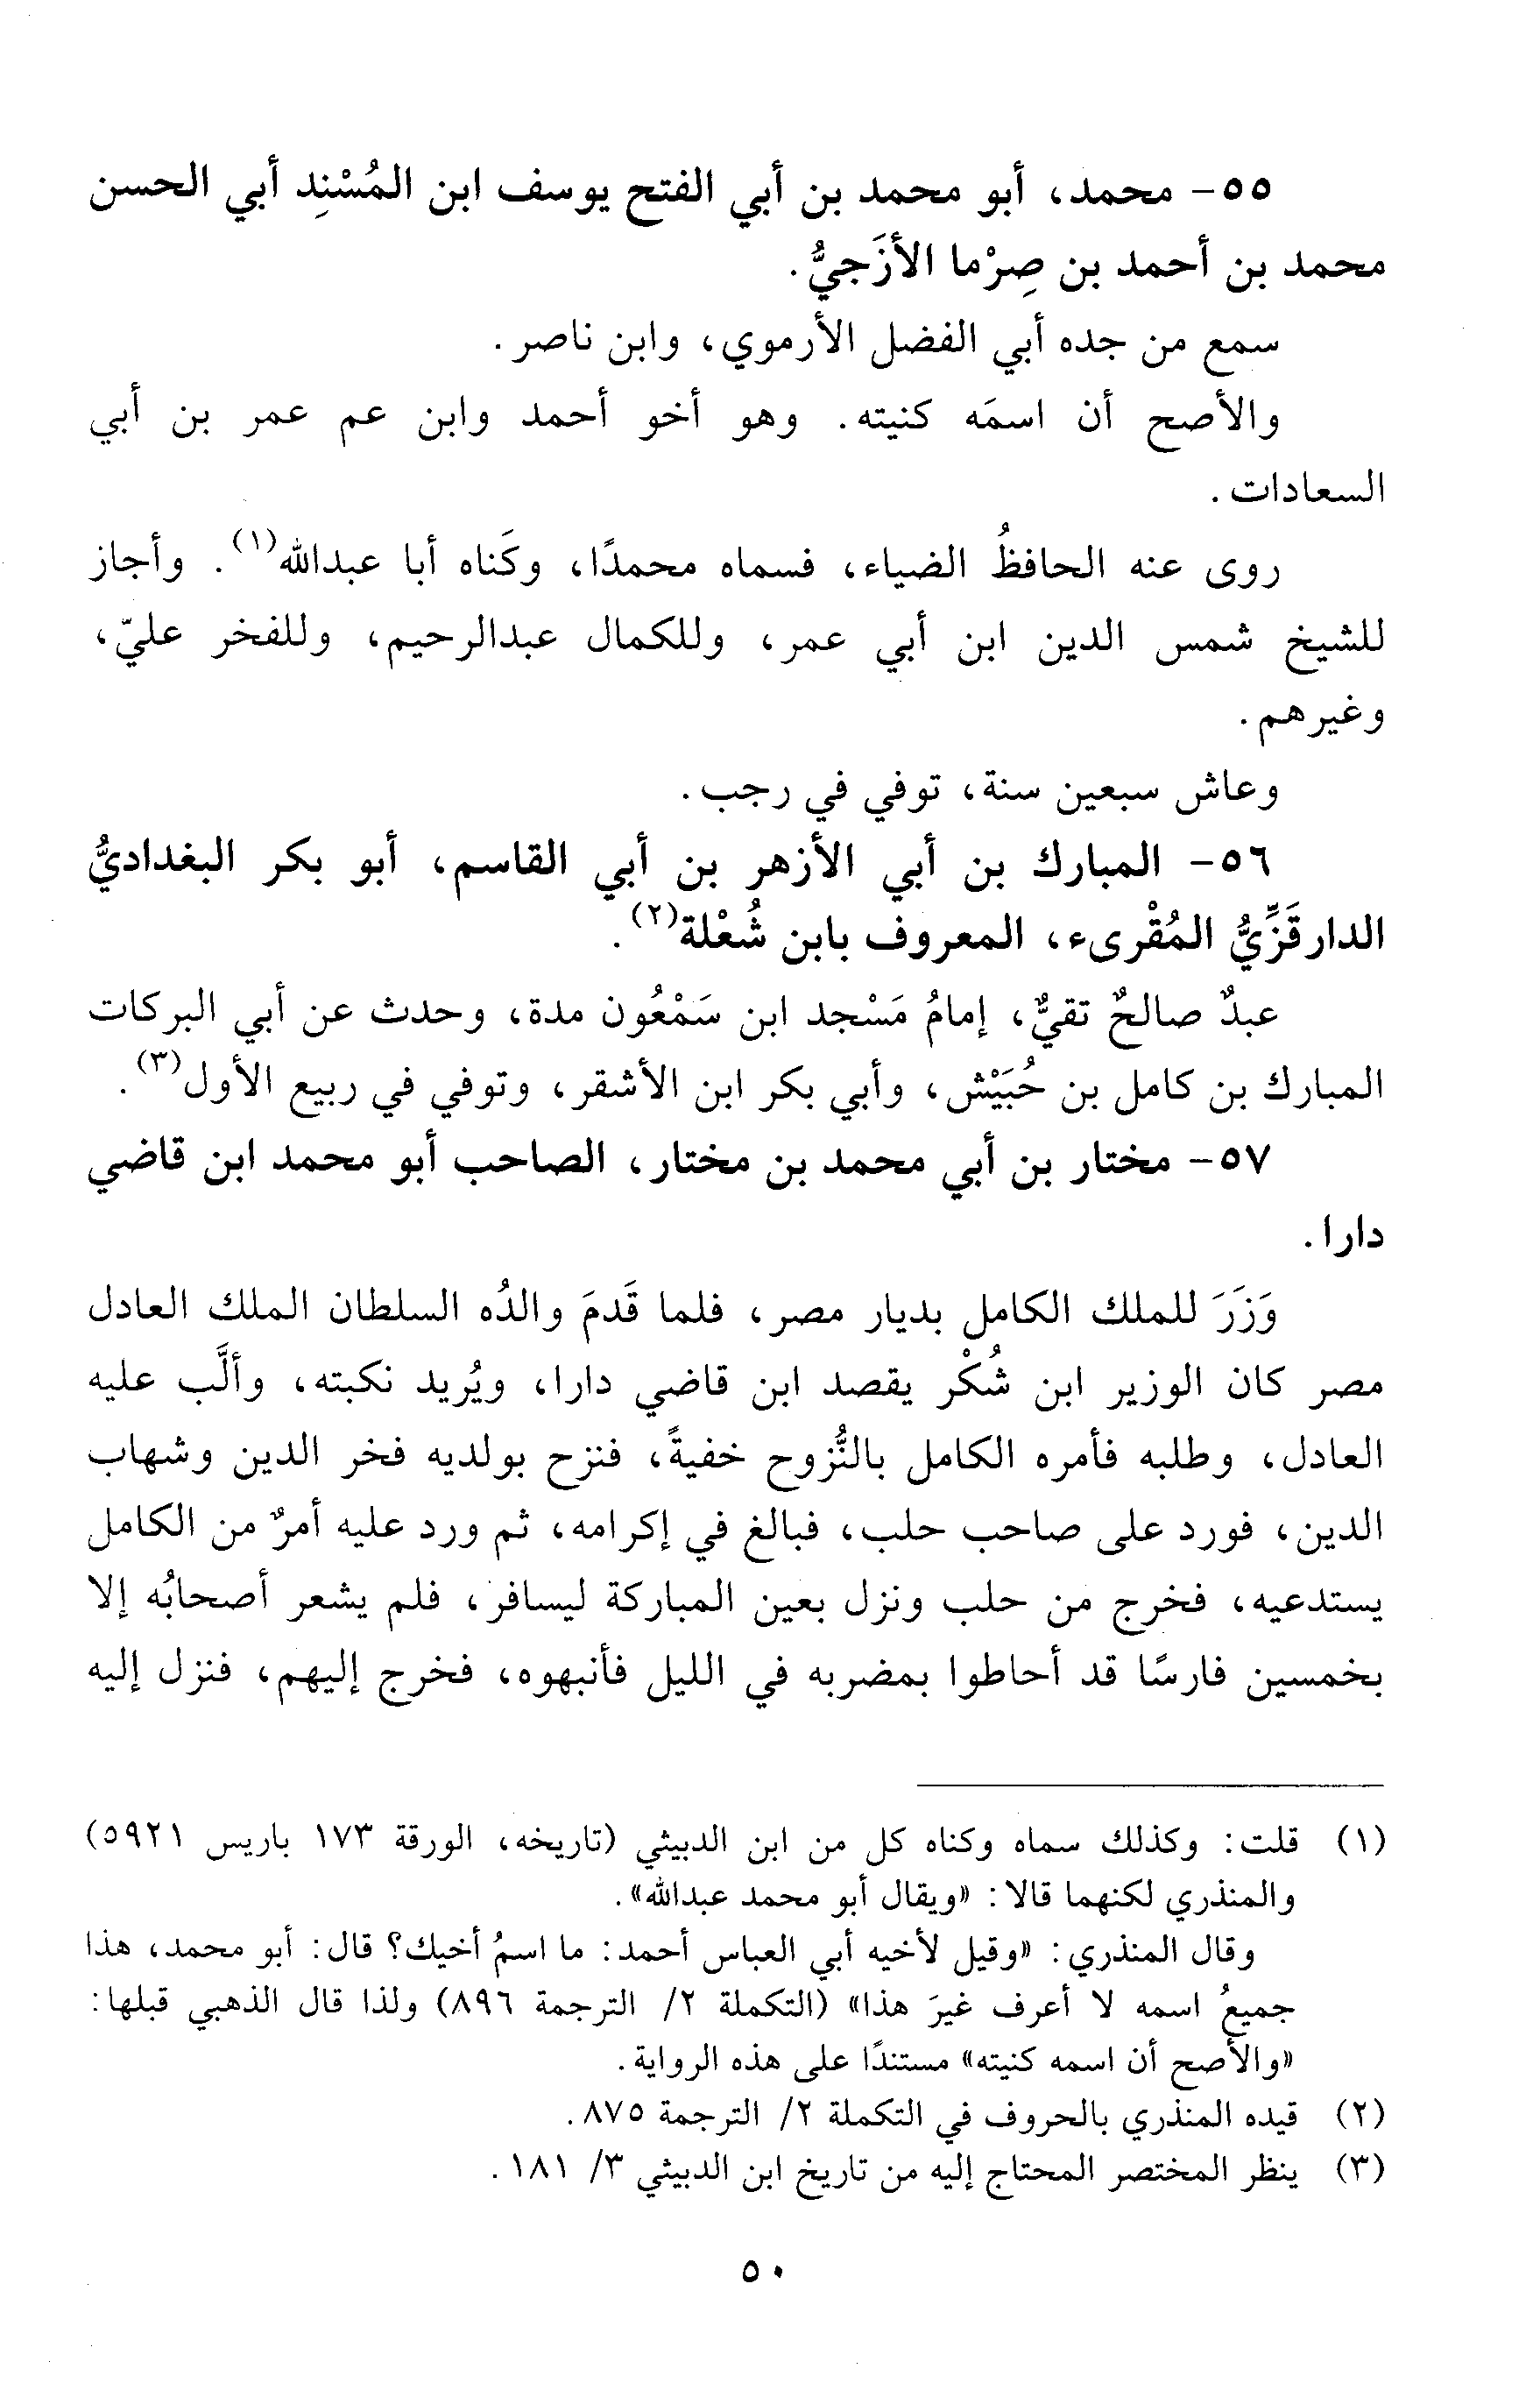 ٥٥- محمد، أبو محمد بن أبي الفتح يوسف ابن المُسْنِد أبي الحسن
محمد بن أحمد بن صِرْما الأزَجيُّ.
سمع من جده أبي الفضل الأرموي، وابن ناصر.
والأصح أن اسمَه كنيته. وهو أخو أحمد وابن عم عمر بن أبي
السعادات.
روى عنه الحافظُ الضياء، فسماه محمدًا، وكَناه أبا عبدالله(١). وأجاز
للشيخ شمس الدين ابن أبي عمر، وللكمال عبدالرحيم، وللفخر عليّ،
وغيرهم.
وعاش سبعين سنة، توفي في رجب.
٥٦- المبارك بن أبي الأزهر بن أبي القاسم، أبو بكر البغداديُّ
الدارقَزِّيُّ المُقْرىء، المعروف بابن شُعْلة(٢).
عبدٌ صالحٌ تقيٌّ، إمامُ مَسْجد ابن سَمْعُون مدة، وحدث عن أبي البركات
المبارك بن كامل بن حُبَيْش، وأبي بكر ابن الأشقر، وتوفي في ربيع الأول(٣).
٥٧- مختار بن أبي محمد بن مختار، الصاحب أبو محمد ابن قاضي
دارا.
وَزَرَ للملك الكامل بديار مصر، فلما قَدمَ والدُه السلطان الملك العادل
مصر كان الوزير ابن شُكْر يقصد ابن قاضي دارا، ويُريد نكبته، وألَّب عليه
العادل، وطلبه فأمره الكامل بالنُّزوح خفيةً، فنزح بولديه فخر الدين وشهاب
الدين، فورد على صاحب حلب، فبالغ في إكرامه، ثم ورد عليه أمرٌ من الكامل
يستدعيه، فخرج من حلب ونزل بعين المباركة ليسافر، فلم يشعر أصحابُه إلا
بخمسين فارسًا قد أحاطوا بمضربه في الليل فأنبهوه، فخرج إليهم، فنزل إليه
(١) قلت: وكذلك سماه وكناه كل من ابن الدبيثي (تاريخه، الورقة ١٧٣ باريس ٥٩٢١)
والمنذري لكنهما قالا: «ويقال أبو محمد عبدالله».
وقال المنذري: «وقيل لأخيه أبي العباس أحمد: ما اسمُ أخيك؟ قال: أبو محمد، هذا
جميعُ اسمه لا أعرف غيرَ هذا» (التكملة ٢/ الترجمة ٨٩٦) ولذا قال الذهبي قبلها:
«والأصح أن اسمه كنيته» مستندًا على هذه الرواية.
(٢) قيده المنذري بالحروف في التكملة ٢/ الترجمة ٨٧٥.
(٣) ينظر المختصر المحتاج إليه من تاريخ ابن الدبيثي ٣/ ١٨١.
٥٠